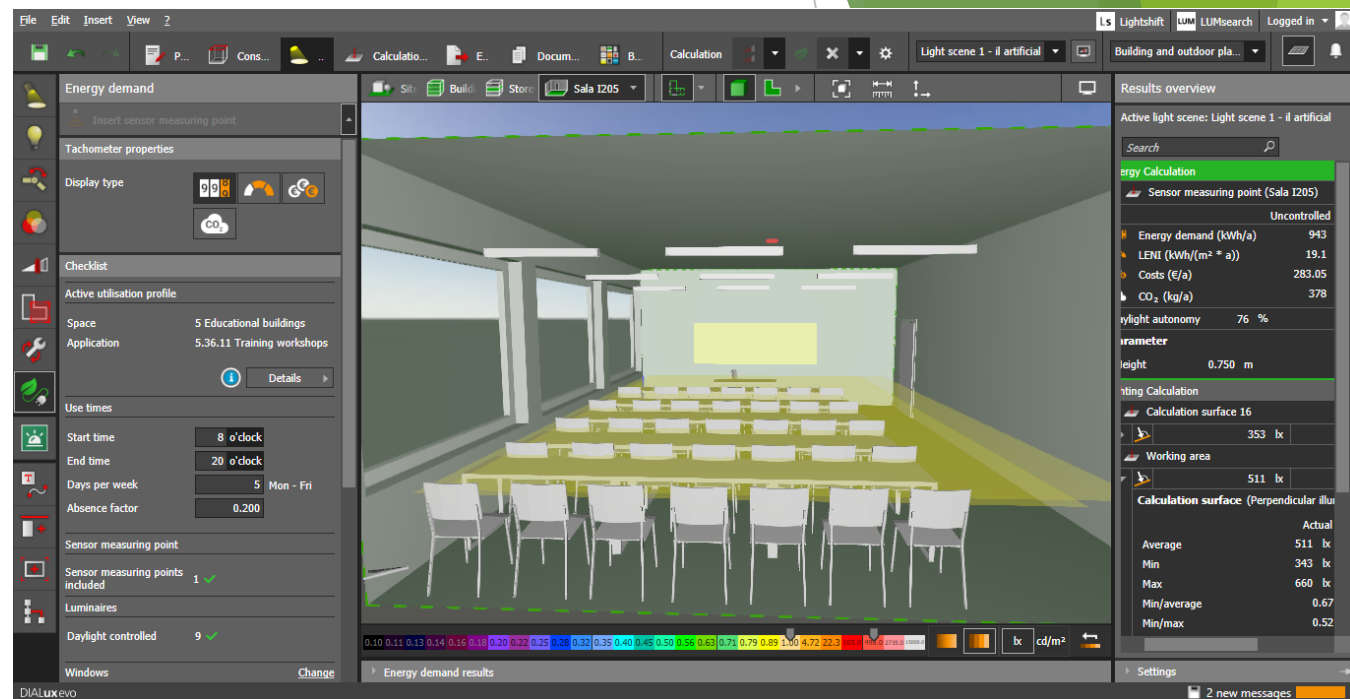 File Edit Insert View ?
Ls Lightshift LUM LUMsearch Logged in
P... Cons... .. Calculatio... E... Docum... B... Calculation Light scene 1 - il artificial Building and outdoor pla...
Energy demand
Insert sensor measuring point
Tachometer properties
Display type
CO₂
Checklist
Active utilisation profile
Space 5 Educational buildings
Application 5.36.11 Training workshops
Details
Use times
Start time 8 o'clock
End time 20 o'clock
Days per week 5 Mon - Fri
Absence factor 0.200
Sensor measuring point
Sensor measuring points included 1
Luminaires
Daylight controlled 9
Windows Change
DIALux evo
Sit Build Store Sala I205
0.10 0.11 0.13 0.14 0.16 0.18 0.20 0.22 0.25 0.28 0.32 0.35 0.40 0.45 0.50 0.56 0.63 0.71 0.79 0.89 1.00 4.72 22.3 lx cd/m²
Energy demand results
Results overview
Active light scene: Light scene 1 - il artificial
Search
ergy Calculation
Sensor measuring point (Sala I205)
Uncontrolled
Energy demand (kWh/a) 943
LENI (kWh/(m² * a)) 19.1
Costs (€/a) 283.05
CO₂ (kg/a) 378
aylight autonomy 76 %
arameter
Height 0.750 m
hting Calculation
Calculation surface 16
353 lx
Working area
511 lx
Calculation surface (Perpendicular illu
Actual
Average 511 lx
Min 343 lx
Max 660 lx
Min/average 0.67
Min/max 0.52
Settings
2 new messages